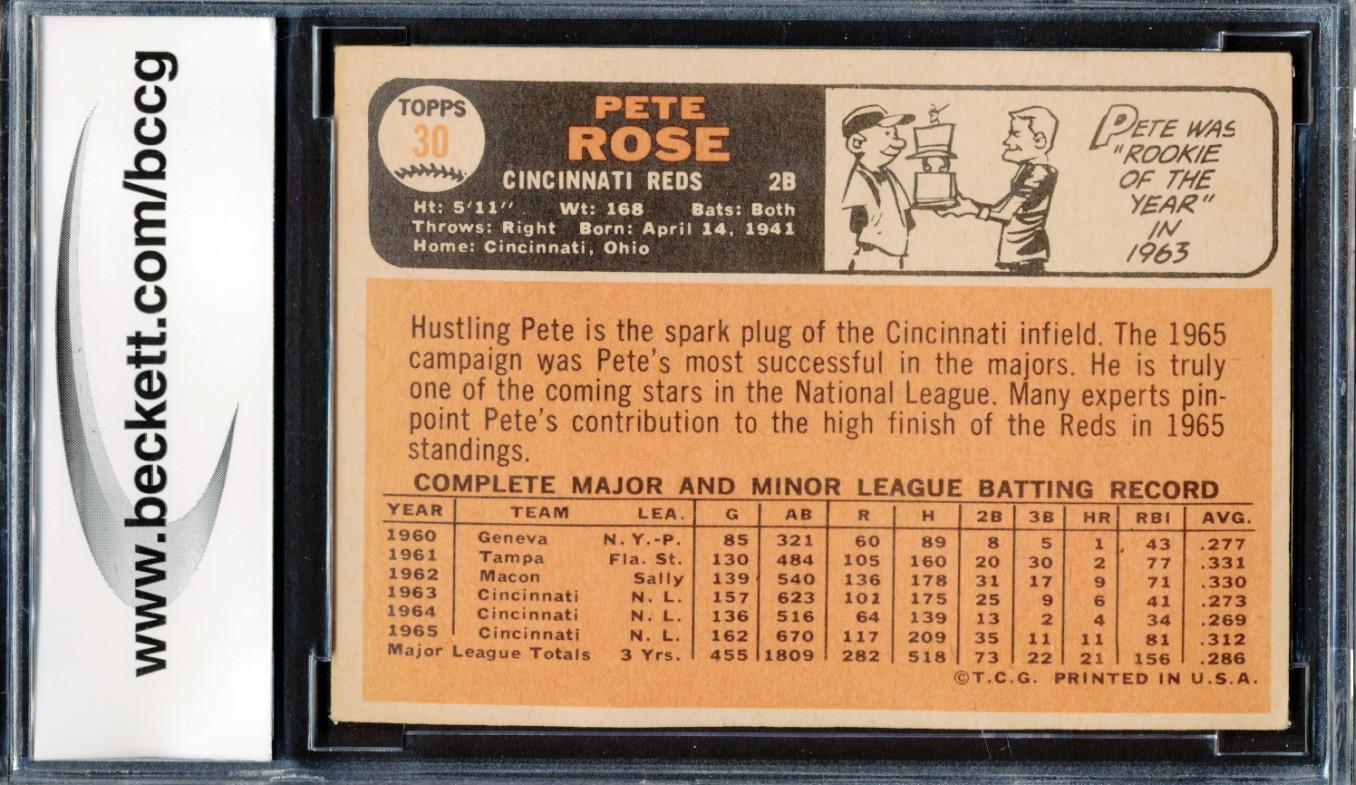 www.beckett.com/bccg
TOPPS
30
PETE
ROSE
CINCINNATI REDS 2B
Ht: 5'11" Wt: 168 Bats: Both
Throws: Right Born: April 14, 1941
Home: Cincinnati, Ohio
PETE WAS
"ROOKIE
OF THE
YEAR"
IN
1963
Hustling Pete is the spark plug of the Cincinnati infield. The 1965
campaign was Pete's most successful in the majors. He is truly
one of the coming stars in the National League. Many experts pin-
point Pete's contribution to the high finish of the Reds in 1965
standings.
COMPLETE MAJOR AND MINOR LEAGUE BATTING RECORD
YEAR TEAM LEA. G AB R H 2B 3B HR RBI AVG.
1960 Geneva N. Y.-P. 85 321 60 89 8 5 1 43 .277
1961 Tampa Fla. St. 130 484 105 160 20 30 2 77 .331
1962 Macon Sally 139 540 136 178 31 17 9 71 .330
1963 Cincinnati N. L. 157 623 101 175 25 9 6 41 .273
1964 Cincinnati N. L. 136 516 64 139 13 2 4 34 .269
1965 Cincinnati N. L. 162 670 117 209 35 11 11 81 .312
Major League Totals 3 Yrs. 455 1809 282 518 73 22 21 156 .286
©T.C.G. PRINTED IN U.S.A.